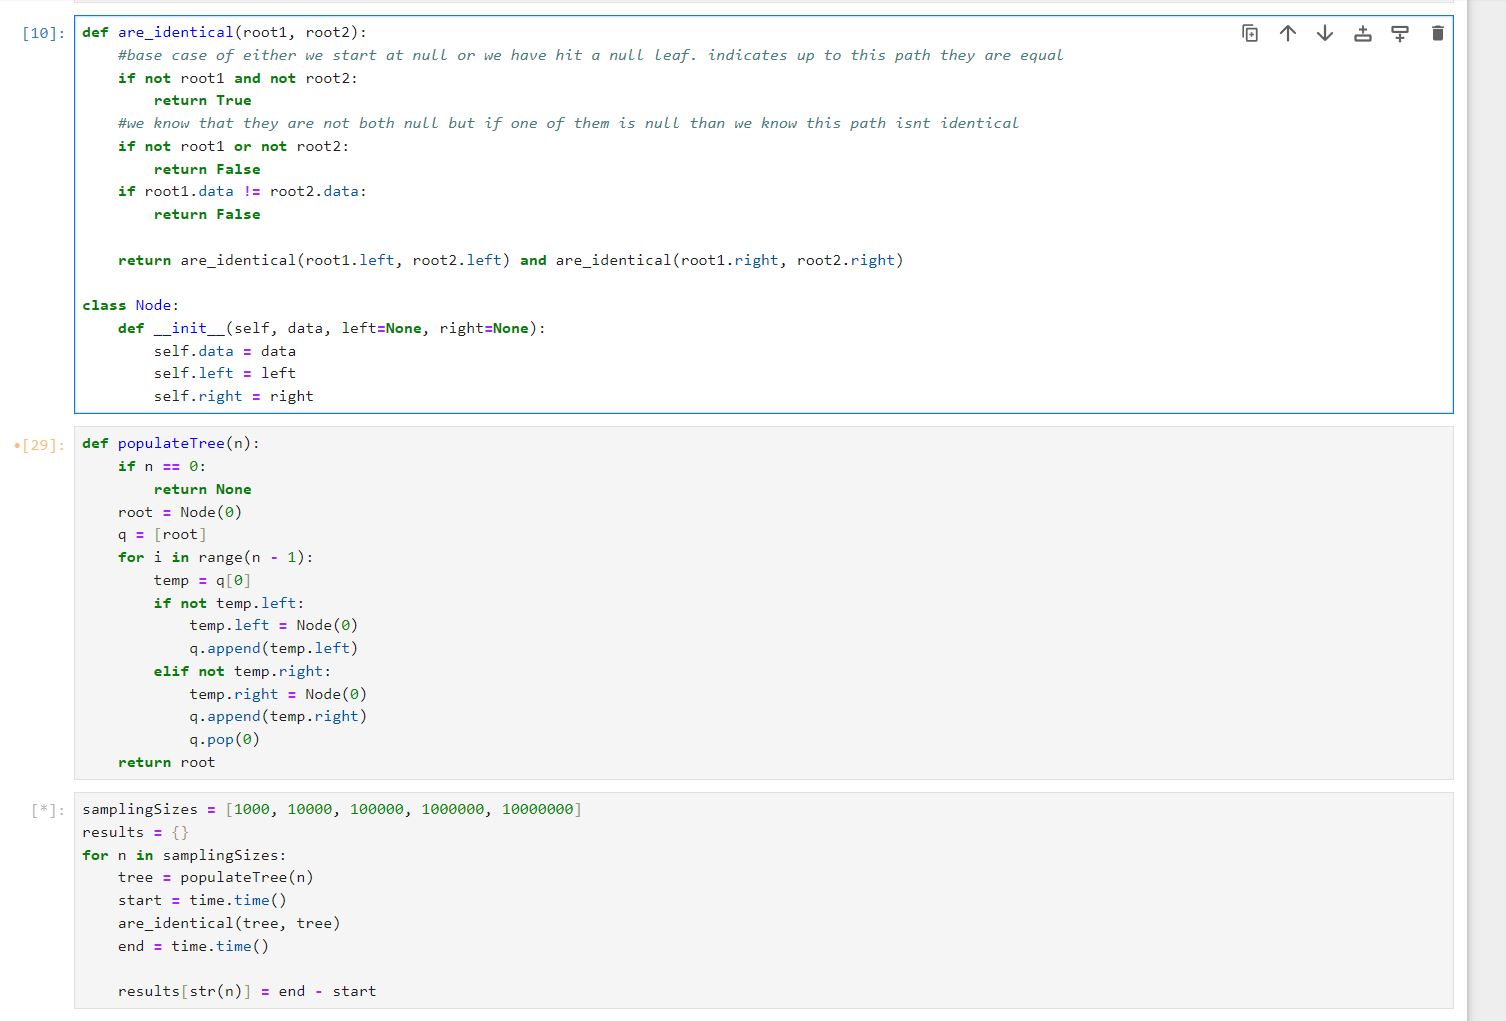 [10]:
def are_identical(root1, root2):
    #base case of either we start at null or we have hit a null leaf. indicates up to this path they are equal
    if not root1 and not root2:
        return True
    #we know that they are not both null but if one of them is null than we know this path isnt identical
    if not root1 or not root2:
        return False
    if root1.data != root2.data:
        return False

    return are_identical(root1.left, root2.left) and are_identical(root1.right, root2.right)

class Node:
    def __init__(self, data, left=None, right=None):
        self.data = data
        self.left = left
        self.right = right
•[29]:
def populateTree(n):
    if n == 0:
        return None
    root = Node(0)
    q = [root]
    for i in range(n - 1):
        temp = q[0]
        if not temp.left:
            temp.left = Node(0)
            q.append(temp.left)
        elif not temp.right:
            temp.right = Node(0)
            q.append(temp.right)
            q.pop(0)
    return root
[*]:
samplingSizes = [1000, 10000, 100000, 1000000, 10000000]
results = {}
for n in samplingSizes:
    tree = populateTree(n)
    start = time.time()
    are_identical(tree, tree)
    end = time.time()

    results[str(n)] = end - start